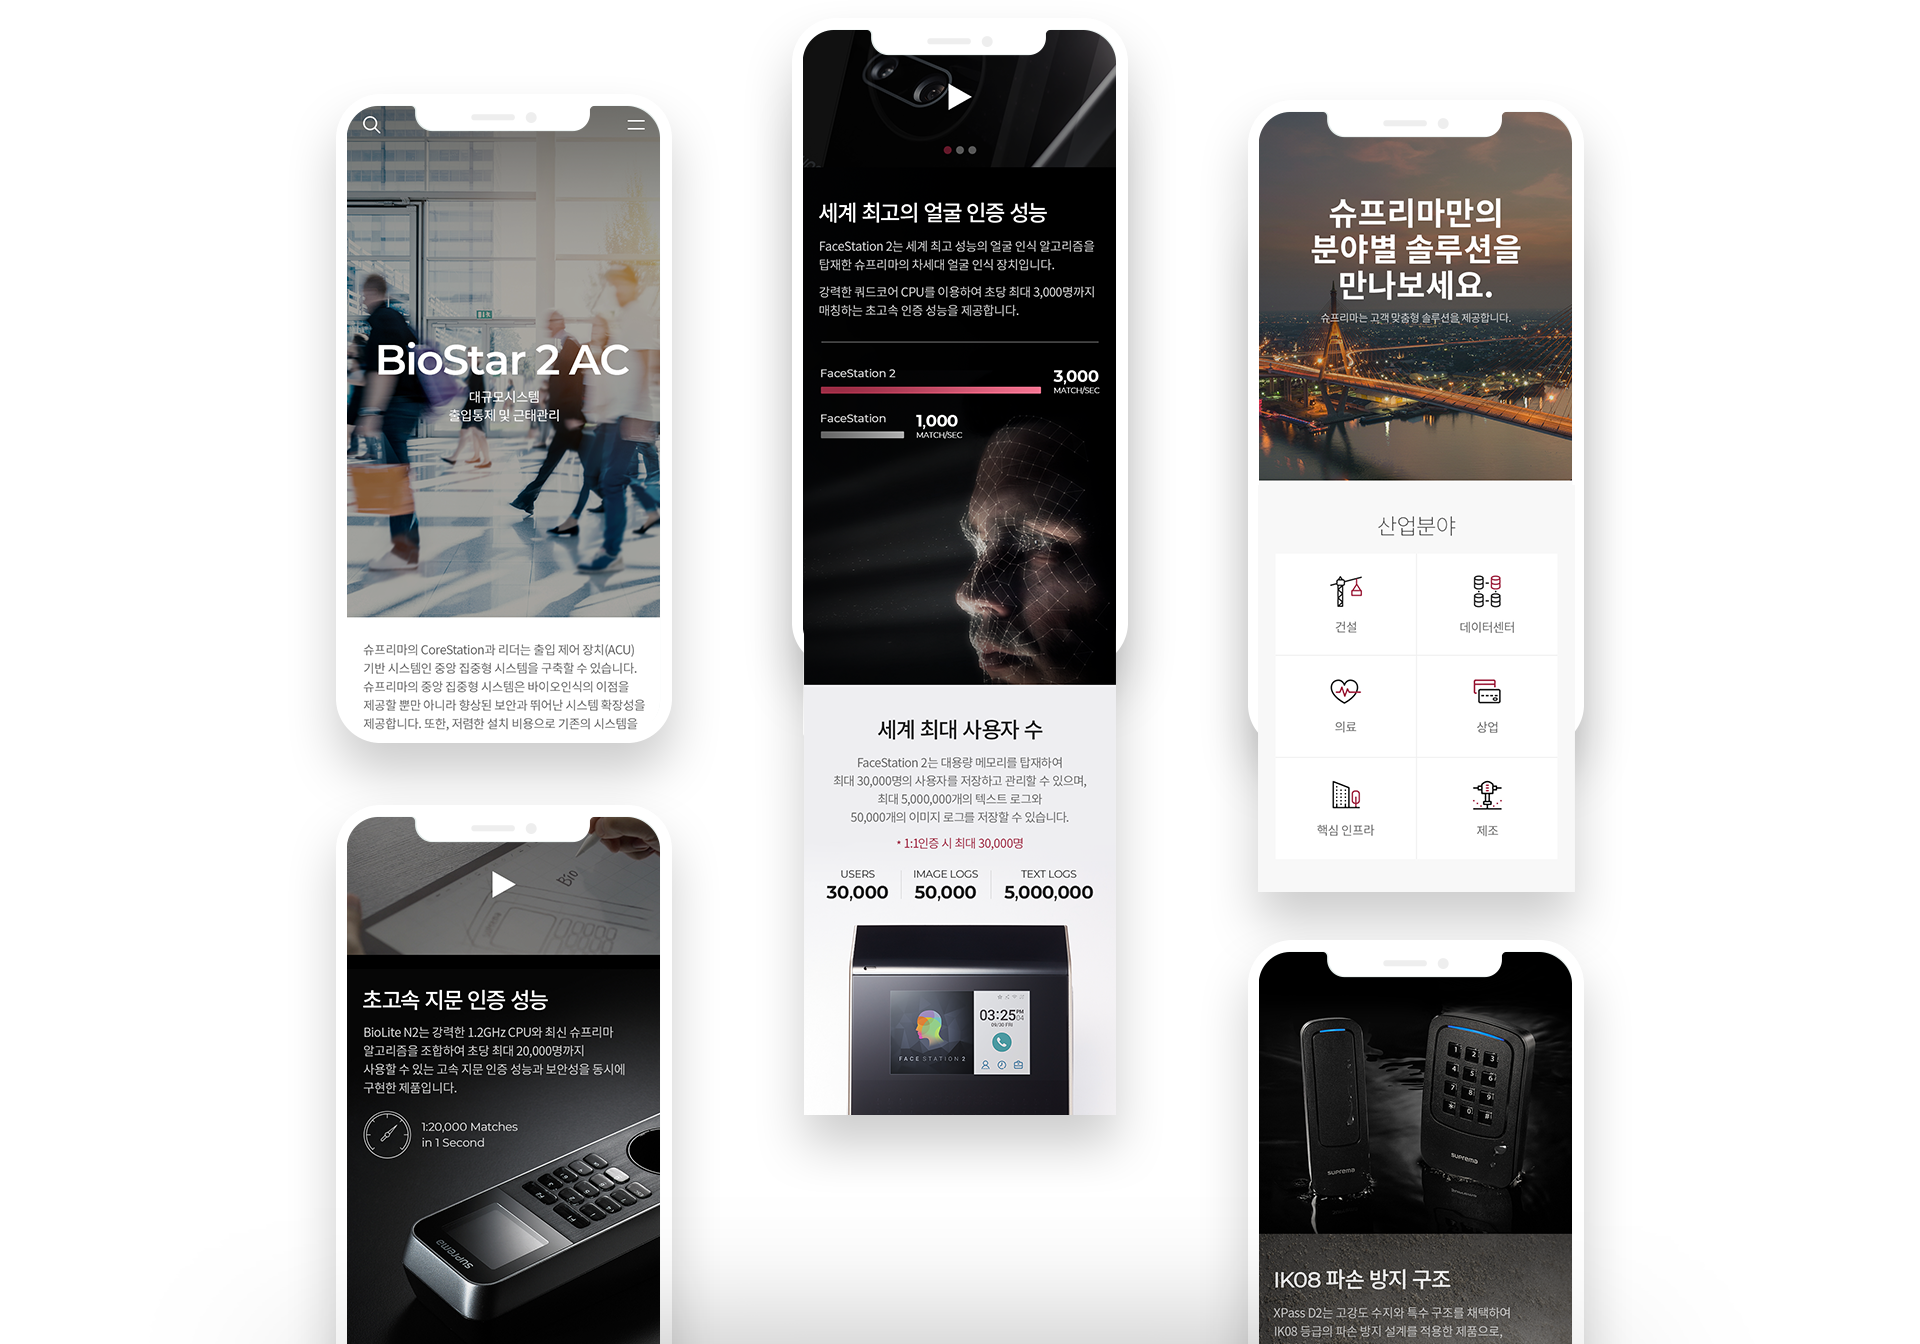 BioStar 2 AC
대규모시스템
출입통제 및 근태관리
슈프리마의 CoreStation과 리더는 출입 제어 장치(ACU)
기반 시스템인 중앙 집중형 시스템을 구축할 수 있습니다.
슈프리마의 중앙 집중형 시스템은 바이오인식의 이점을
제공할 뿐만 아니라 향상된 보안과 뛰어난 시스템 확장성을
제공합니다. 또한, 저렴한 설치 비용으로 기존의 시스템을
Bio
초고속 지문 인증 성능
BioLite N2는 강력한 1.2GHz CPU와 최신 슈프리마
알고리즘을 조합하여 초당 최대 20,000명까지
사용할 수 있는 고속 지문 인증 성능과 보안성을 동시에
구현한 제품입니다.
1:20,000 Matches
in 1 Second
suprema
세계 최고의 얼굴 인증 성능
FaceStation 2는 세계 최고 성능의 얼굴 인식 알고리즘을
탑재한 슈프리마의 차세대 얼굴 인식 장치입니다.
강력한 쿼드코어 CPU를 이용하여 초당 최대 3,000명까지
매칭하는 초고속 인증 성능을 제공합니다.
FaceStation 2
3,000
MATCH/SEC
FaceStation
1,000
MATCH/SEC
세계 최대 사용자 수
FaceStation 2는 대용량 메모리를 탑재하여
최대 30,000명의 사용자를 저장하고 관리할 수 있으며,
최대 5,000,000개의 텍스트 로그와
50,000개의 이미지 로그를 저장할 수 있습니다.
* 1:1인증 시 최대 30,000명
USERS IMAGE LOGS TEXT LOGS
30,000 50,000 5,000,000
03:25 PM 04
09/30 FRI
FACE STATION 2
슈프리마만의
분야별 솔루션을
만나보세요.
슈프리마는 고객 맞춤형 솔루션을 제공합니다.
산업분야
건설 데이터센터
의료 상업
핵심 인프라 제조
1 2 3
4 5 6
7 8 9
* 0 #
suprema suprema
IK08 파손 방지 구조
XPass D2는 고강도 수지와 특수 구조를 채택하여
IK08 등급의 파손 방지 설계를 적용한 제품으로,